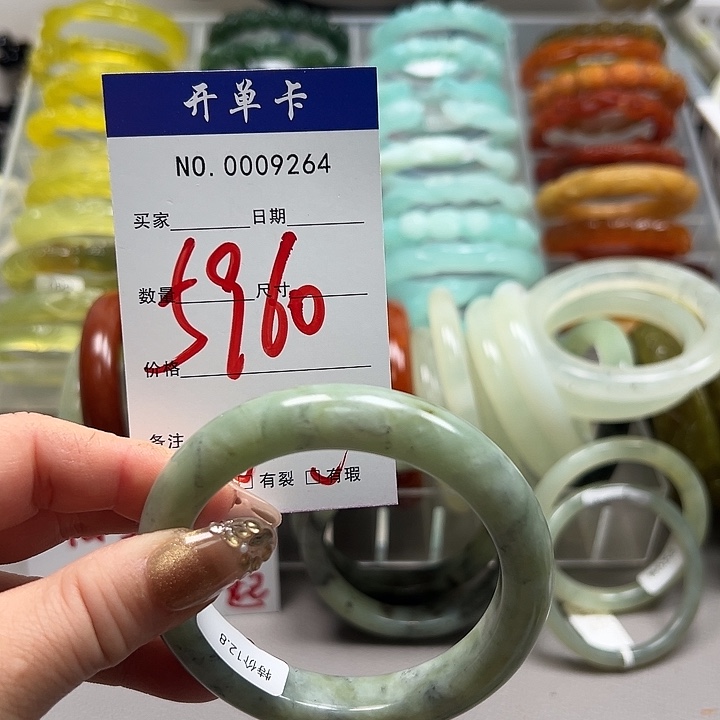 开单卡
NO.0009264
买家 日期
5960
数量 尺寸
价格
备注
有裂 有瑕
特价12.8